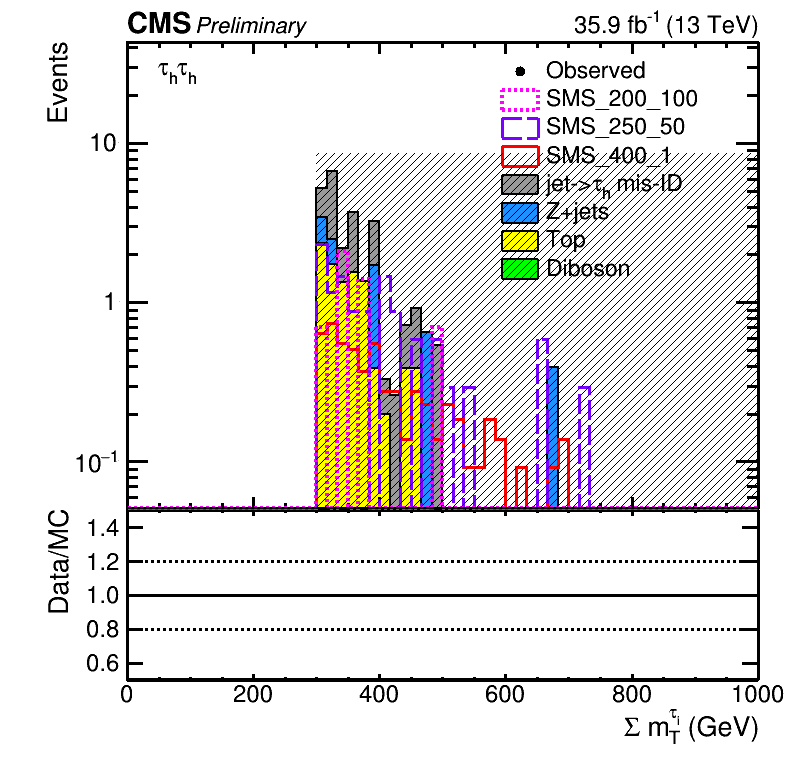 CMS Preliminary 35.9 fb⁻¹ (13 TeV)
Events
τₕτₕ
Observed
SMS_200_100
SMS_250_50
SMS_400_1
jet->τₕ mis-ID
Z+jets
Top
Diboson
10
1
10⁻¹
Data/MC
1.4
1.2
1.0
0.8
0.6
0 200 400 600 800 1000
Σ m_T^{τ_i} (GeV)